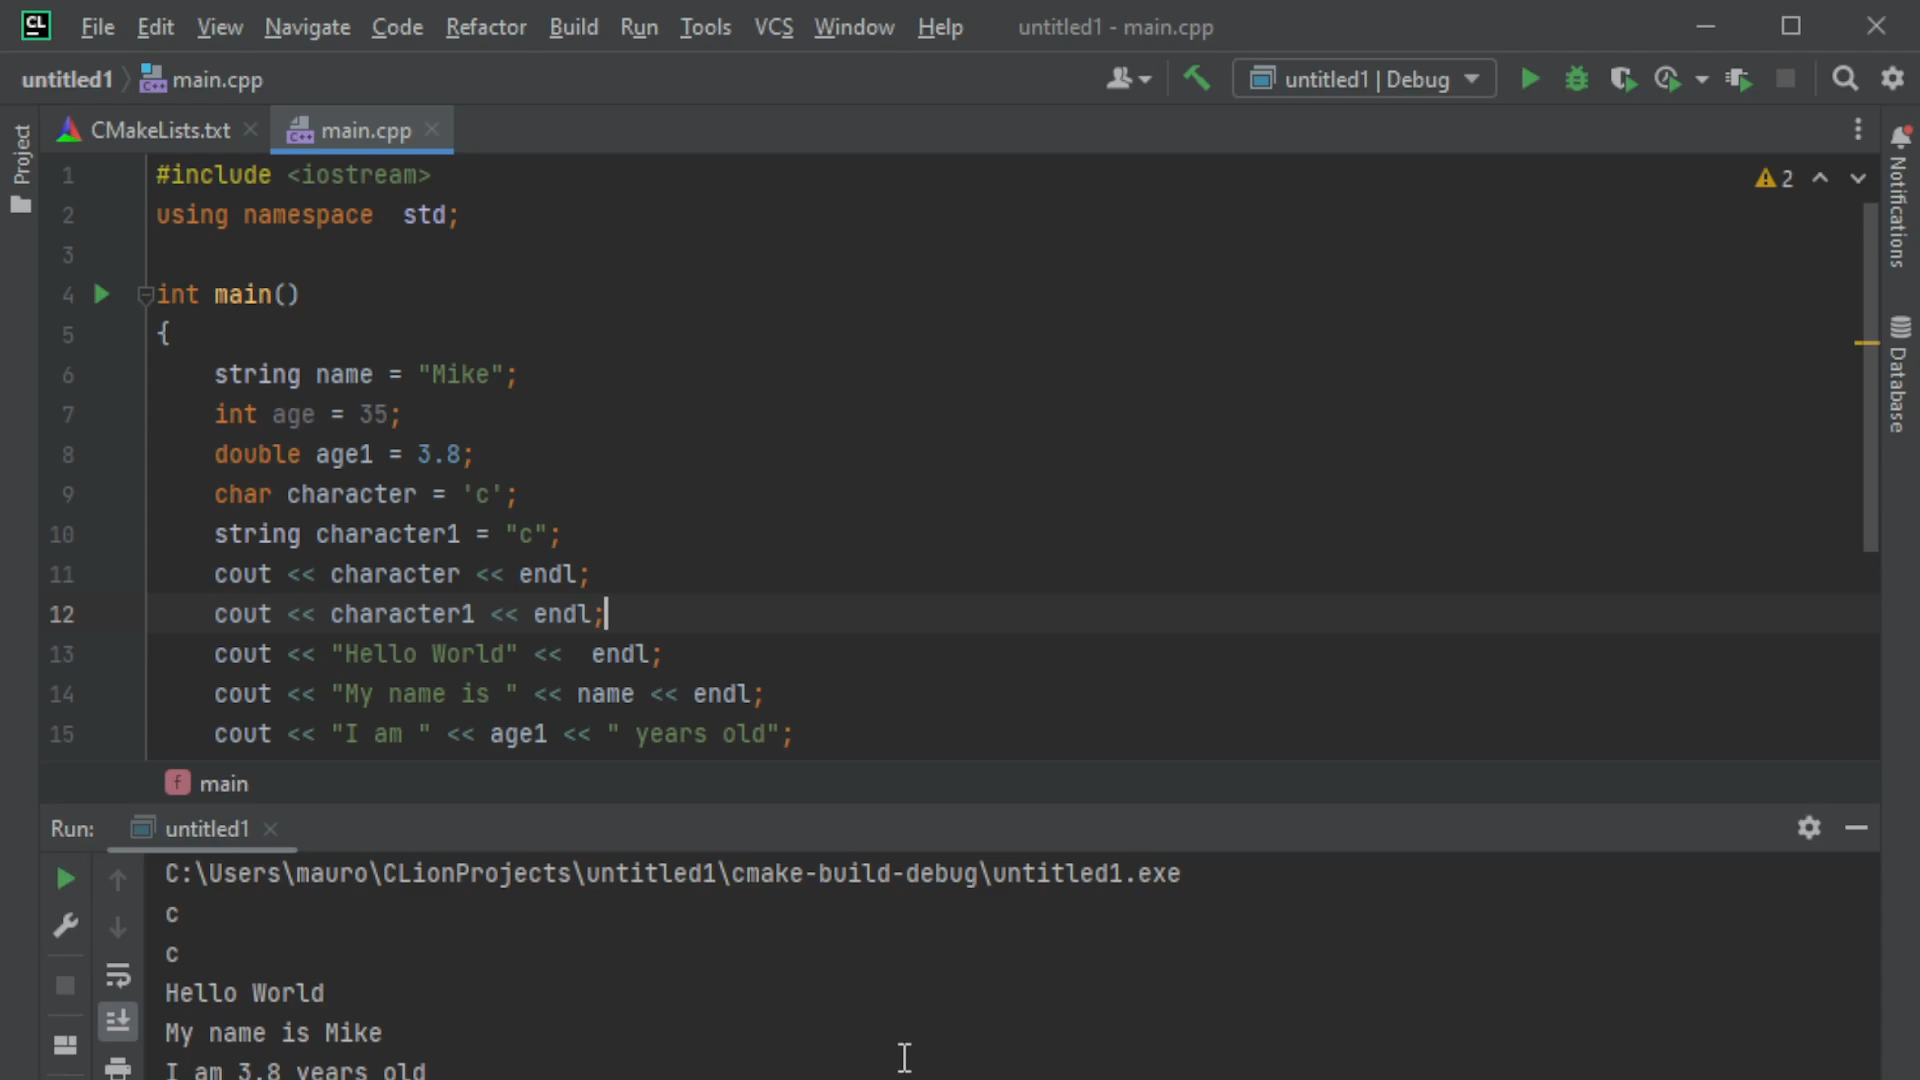 CL File Edit View Navigate Code Refactor Build Run Tools VCS Window Help untitled1 - main.cpp
untitled1 main.cpp untitled1 | Debug
Project CMakeLists.txt main.cpp
1 #include <iostream>
2 using namespace  std;
3
4 int main()
5 {
6 string name = "Mike";
7 int age = 35;
8 double age1 = 3.8;
9 char character = 'c';
10 string character1 = "c";
11 cout << character << endl;
12 cout << character1 << endl;
13 cout << "Hello World" <<  endl;
14 cout << "My name is " << name << endl;
15 cout << "I am " << age1 << " years old";
2
Notifications
Database
f main
Run: untitled1
C:\Users\mauro\CLionProjects\untitled1\cmake-build-debug\untitled1.exe
c
c
Hello World
My name is Mike
I am 3.8 years old